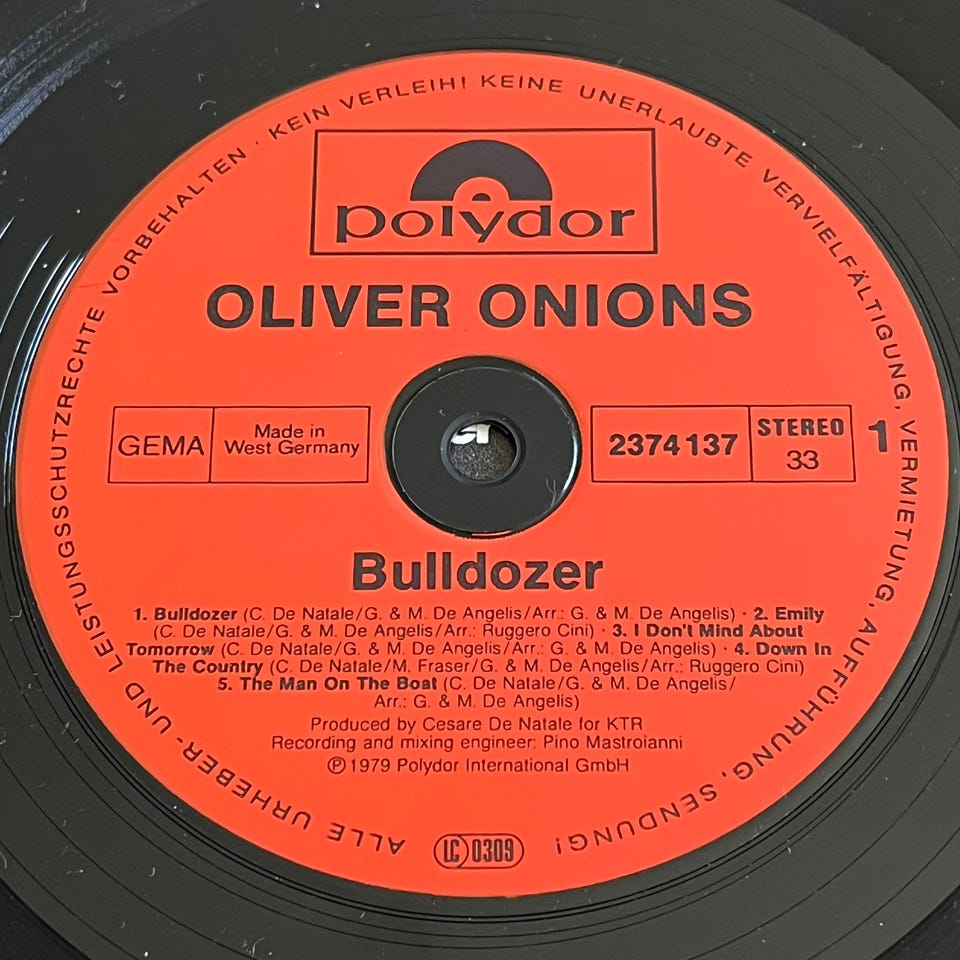 ALLE URHEBER- UND LEISTUNGSSCHUTZRECHTE VORBEHALTEN · KEIN VERLEIH! KEINE UNERLAUBTE VERVIELFÄLTIGUNG, VERMIETUNG, AUFFÜHRUNG, SENDUNG!
polydor
OLIVER ONIONS
GEMA
Made in
West Germany
2374 137
STEREO
33
1
Bulldozer
1. Bulldozer (C. De Natale/G. & M. De Angelis/Arr.: G. & M. De Angelis) · 2. Emily
(C. De Natale/G. & M. De Angelis/Arr.: Ruggero Cini) · 3. I Don't Mind About
Tomorrow (C. De Natale/G. & M. De Angelis/Arr.: G. & M. De Angelis) · 4. Down In
The Country (C. De Natale/M. Fraser/G. & M. De Angelis/Arr.: Ruggero Cini)
5. The Man On The Boat (C. De Natale/G. & M. De Angelis/
Arr.: G. & M. De Angelis)
Produced by Cesare De Natale for KTR
Recording and mixing engineer: Pino Mastroianni
℗ 1979 Polydor International GmbH
LC 0309